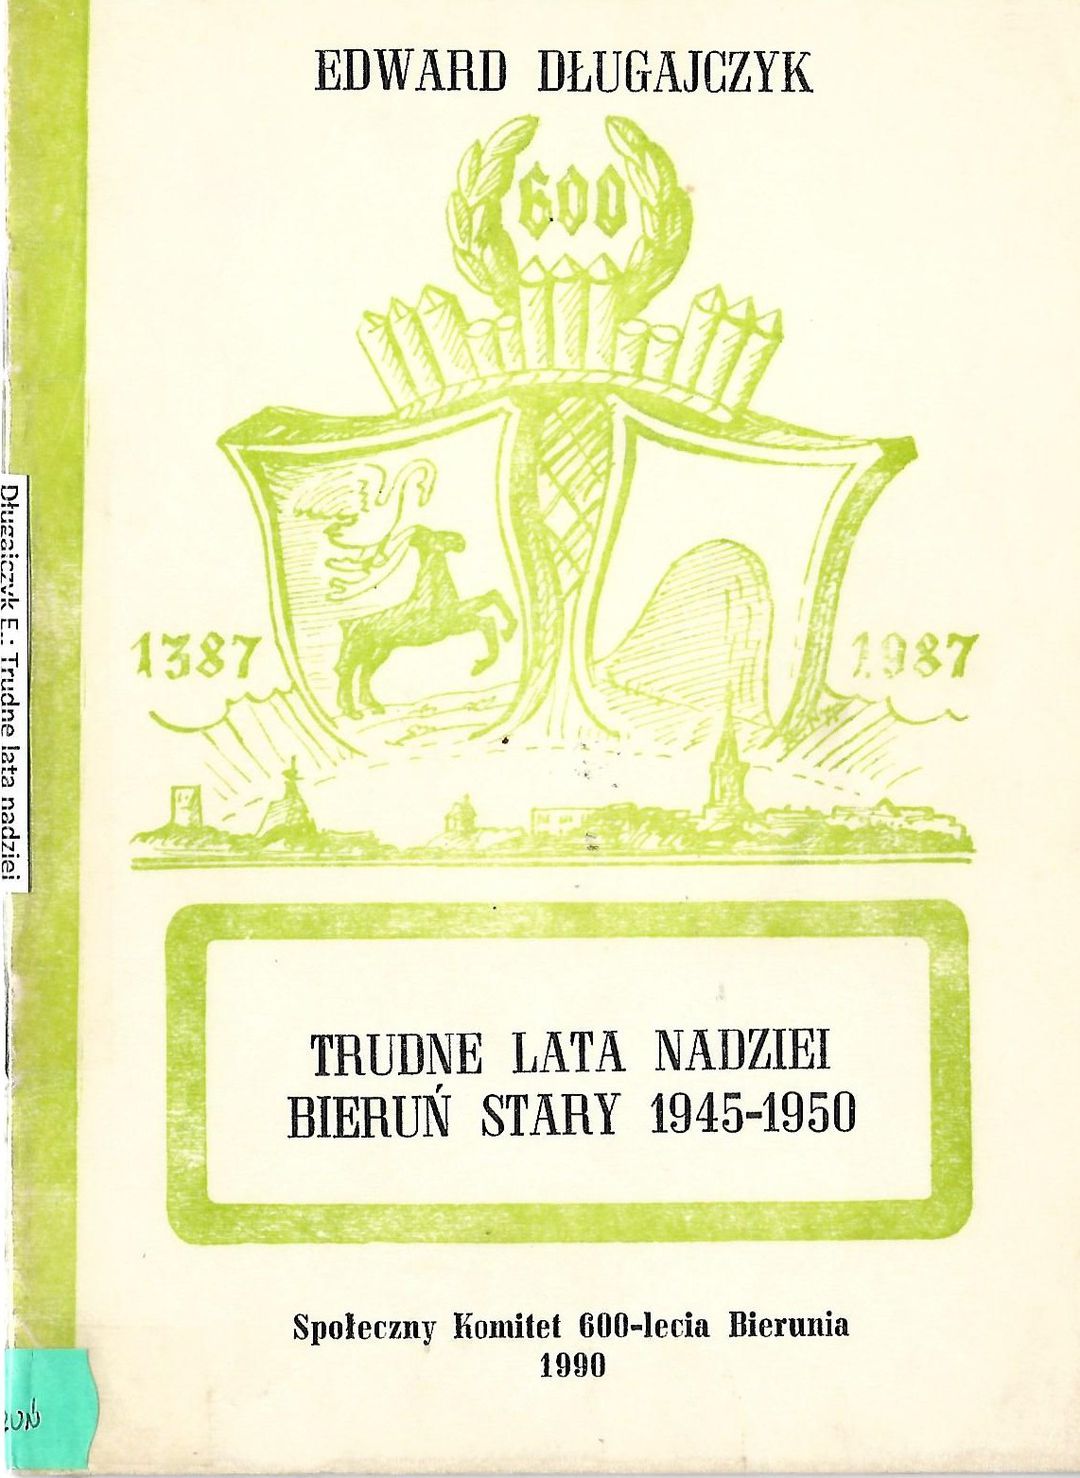 EDWARD DŁUGAJCZYK
600
1387
1987
TRUDNE LATA NADZIEI
BIERUŃ STARY 1945-1950
Społeczny Komitet 600-lecia Bierunia
1990
Długajczyk E.: Trudne lata nadziei